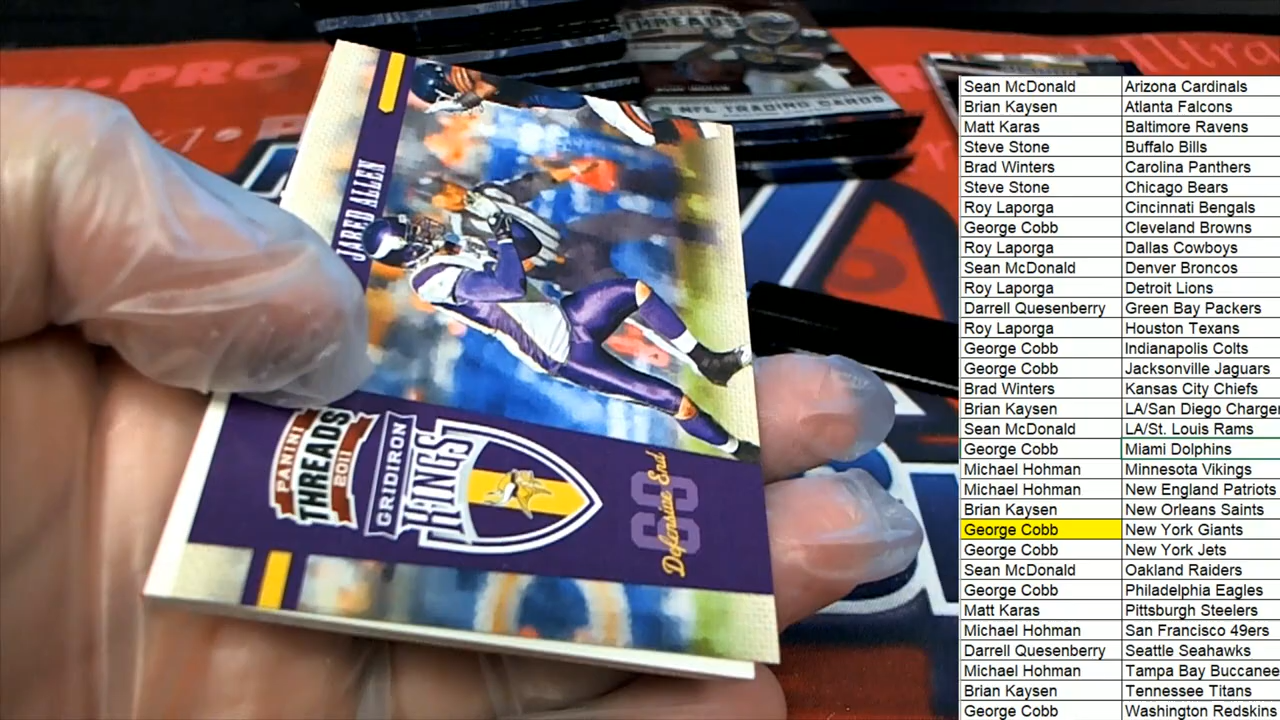 PRO
Ultra
THREADS
NFL TRADING CARDS
JARED ALLEN
PANINI
THREADS
2011
GRIDIRON
KINGS
69
Defensive End
Sean McDonald Arizona Cardinals
Brian Kaysen Atlanta Falcons
Matt Karas Baltimore Ravens
Steve Stone Buffalo Bills
Brad Winters Carolina Panthers
Steve Stone Chicago Bears
Roy Laporga Cincinnati Bengals
George Cobb Cleveland Browns
Roy Laporga Dallas Cowboys
Sean McDonald Denver Broncos
Roy Laporga Detroit Lions
Darrell Quesenberry Green Bay Packers
Roy Laporga Houston Texans
George Cobb Indianapolis Colts
George Cobb Jacksonville Jaguars
Brad Winters Kansas City Chiefs
Brian Kaysen LA/San Diego Charger
Sean McDonald LA/St. Louis Rams
George Cobb Miami Dolphins
Michael Hohman Minnesota Vikings
Michael Hohman New England Patriots
Brian Kaysen New Orleans Saints
George Cobb New York Giants
George Cobb New York Jets
Sean McDonald Oakland Raiders
George Cobb Philadelphia Eagles
Matt Karas Pittsburgh Steelers
Michael Hohman San Francisco 49ers
Darrell Quesenberry Seattle Seahawks
Michael Hohman Tampa Bay Buccanee
Brian Kaysen Tennessee Titans
George Cobb Washington Redskins